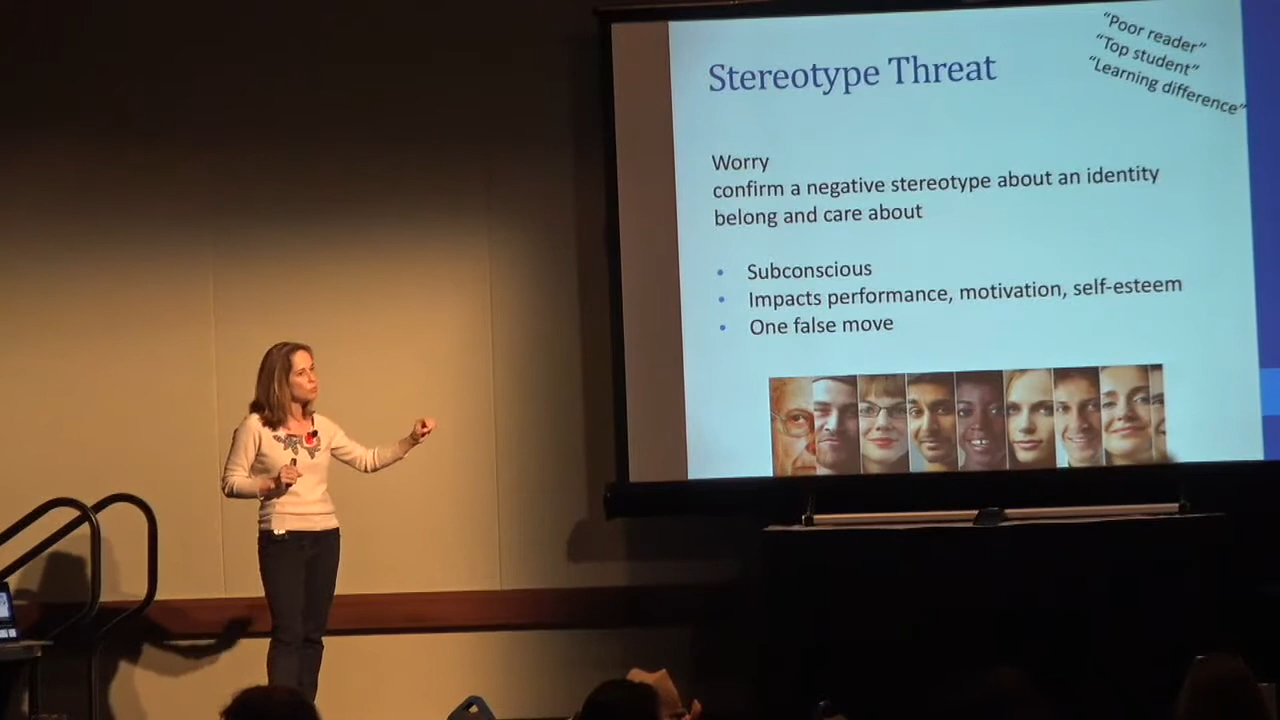 Stereotype Threat
“Poor reader”
“Top student”
“Learning difference”
Worry
confirm a negative stereotype about an identity
belong and care about
• Subconscious
• Impacts performance, motivation, self-esteem
• One false move